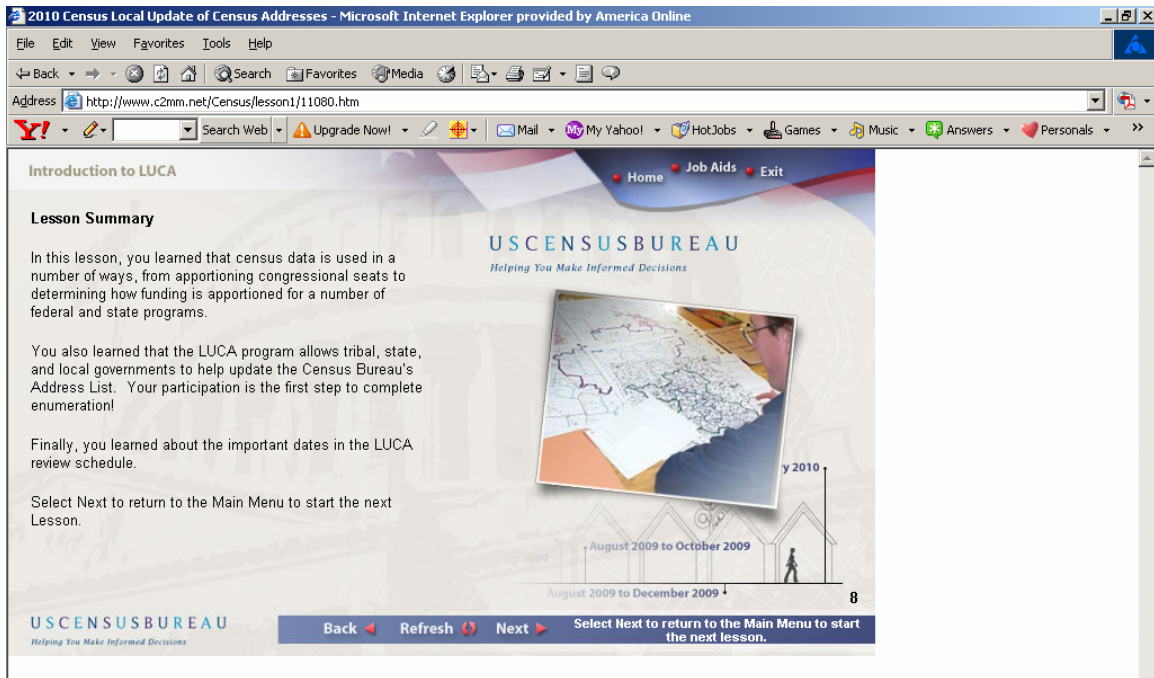 2010 Census Local Update of Census Addresses - Microsoft Internet Explorer provided by America Online
File Edit View Favorites Tools Help
Back Search Favorites Media
Address http://www.c2mm.net/Census/lesson1/11080.htm
Y! Search Web Upgrade Now! Mail My Yahoo! HotJobs Games Music Answers Personals »
Introduction to LUCA
Home Job Aids Exit
Lesson Summary
In this lesson, you learned that census data is used in a
number of ways, from apportioning congressional seats to
determining how funding is apportioned for a number of
federal and state programs.
You also learned that the LUCA program allows tribal, state,
and local governments to help update the Census Bureau's
Address List. Your participation is the first step to complete
enumeration!
Finally, you learned about the important dates in the LUCA
review schedule.
Select Next to return to the Main Menu to start the next
Lesson.
USCENSUSBUREAU
Helping You Make Informed Decisions
y 2010
August 2009 to October 2009
2009
August 2009 to December 2009
8
USCENSUSBUREAU
Helping You Make Informed Decisions
Back Refresh Next
Select Next to return to the Main Menu to start
the next lesson.